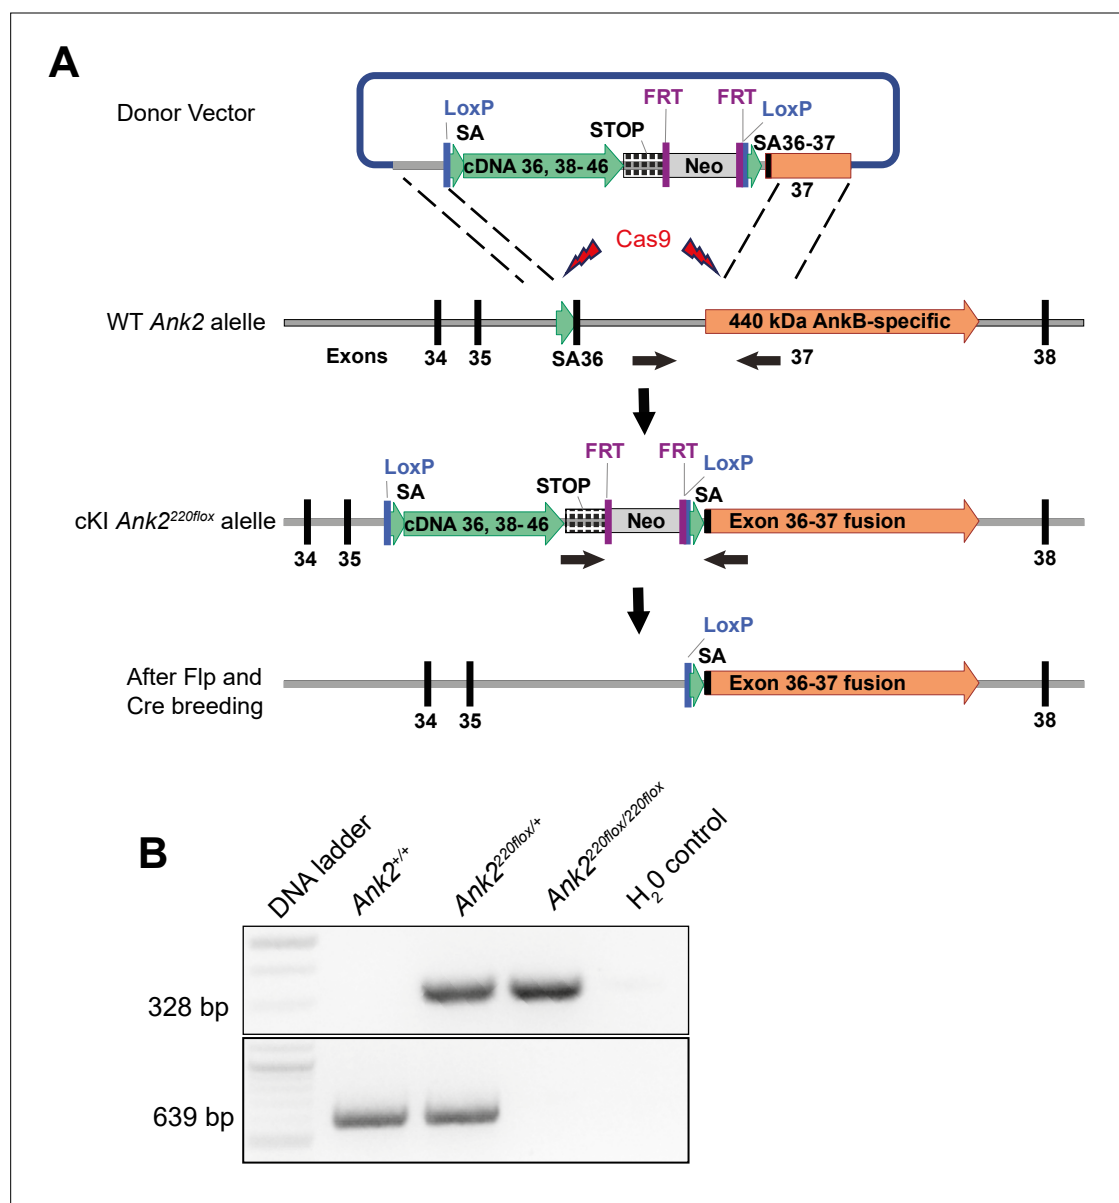 A
Donor Vector
FRT FRT
LoxP LoxP
SA STOP SA36-37
cDNA 36, 38-46 Neo
37
Cas9
WT Ank2 alelle
440 kDa AnkB-specific
Exons 34 35 SA36 37 38
FRT FRT
LoxP LoxP
SA STOP SA
cKI Ank2220flox alelle
cDNA 36, 38-46 Neo Exon 36-37 fusion
34 35 38
LoxP
SA
After Flp and
Cre breeding
Exon 36-37 fusion
34 35 38
B
DNA ladder
Ank2+/+
Ank2220flox/+
Ank2220flox/220flox
H20 control
328 bp
639 bp